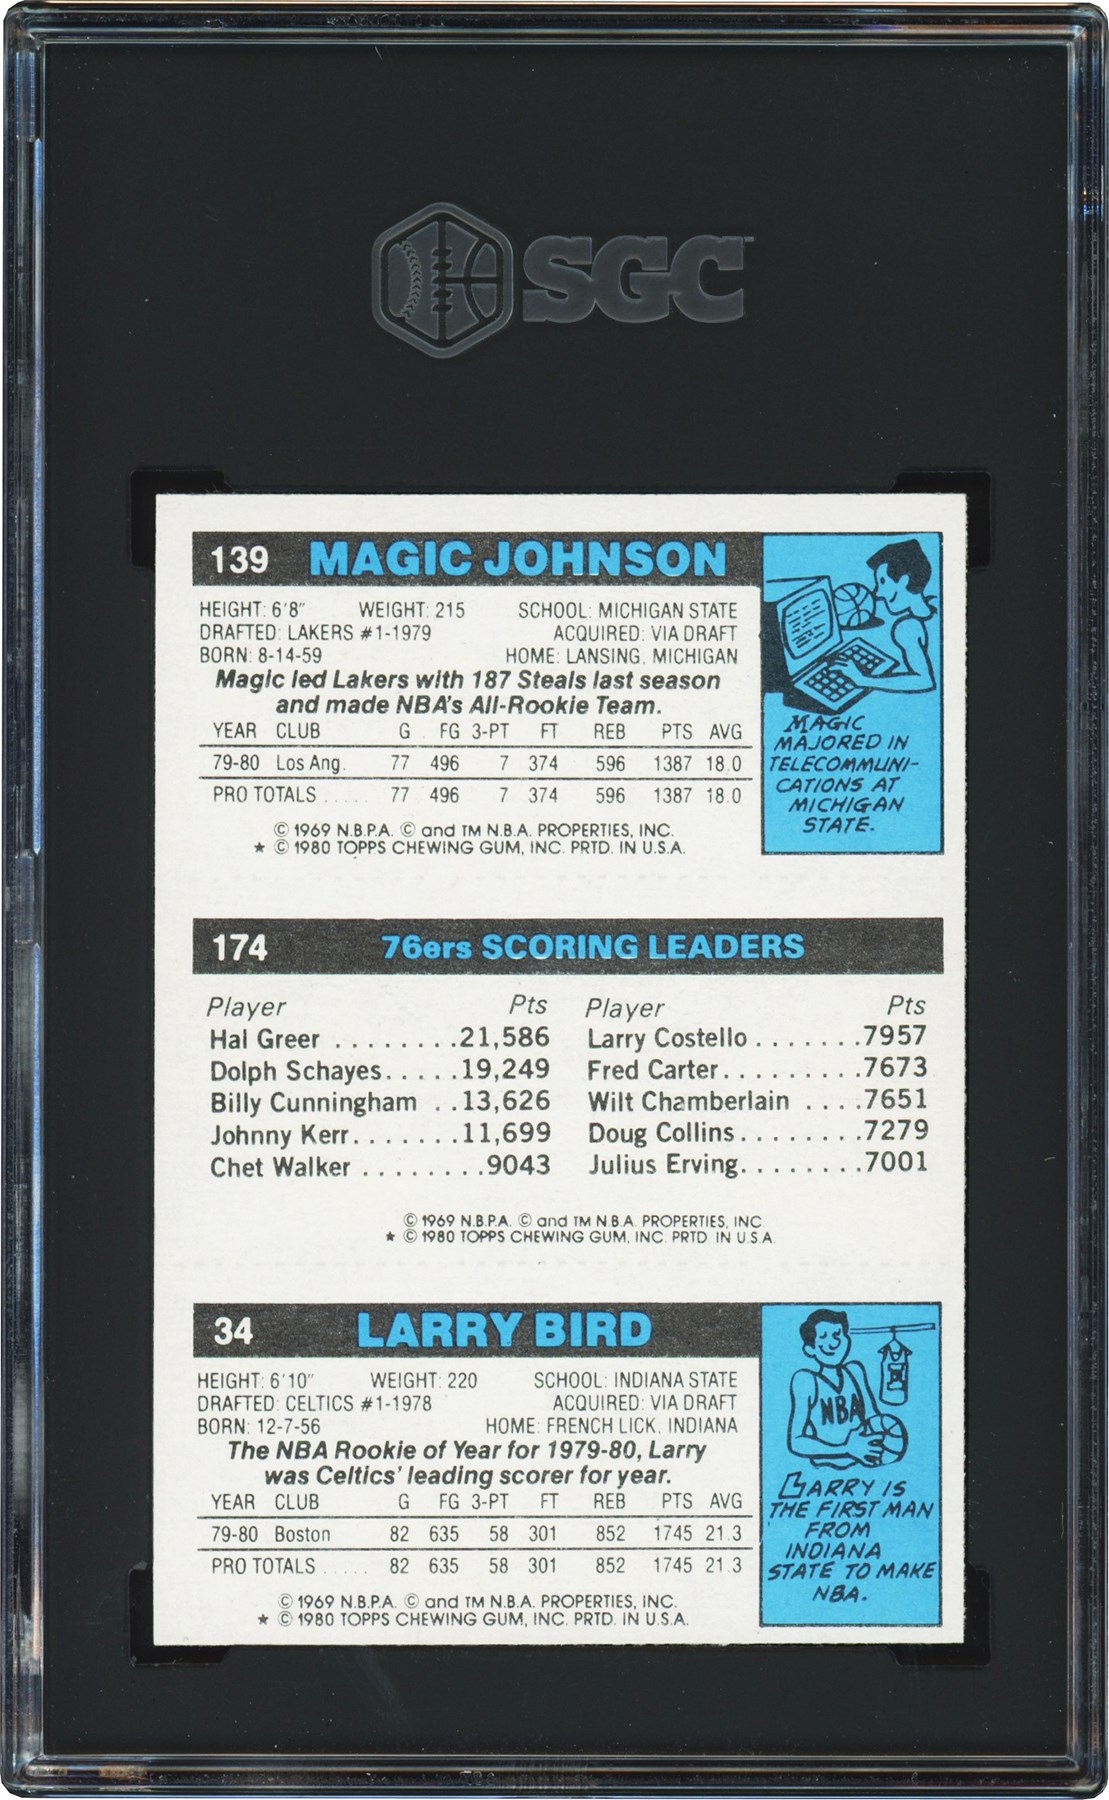 SGC
139 MAGIC JOHNSON
HEIGHT: 6'8" WEIGHT: 215 SCHOOL: MICHIGAN STATE
DRAFTED: LAKERS #1-1979 ACQUIRED: VIA DRAFT
BORN: 8-14-59 HOME: LANSING, MICHIGAN
Magic led Lakers with 187 Steals last season
and made NBA's All-Rookie Team.
YEAR CLUB G FG 3-PT FT REB PTS AVG
79-80 Los Ang. 77 496 7 374 596 1387 18.0
PRO TOTALS ..... 77 496 7 374 596 1387 18.0
© 1969 N.B.P.A. © and TM N.B.A. PROPERTIES, INC.
★ © 1980 TOPPS CHEWING GUM, INC. PRTD. IN U.S.A.
MAGIC
MAJORED IN
TELECOMMUNI-
CATIONS AT
MICHIGAN
STATE.
174 76ers SCORING LEADERS
Player Pts Player Pts
Hal Greer ........21,586 Larry Costello.......7957
Dolph Schayes.....19,249 Fred Carter.........7673
Billy Cunningham ..13,626 Wilt Chamberlain ....7651
Johnny Kerr.......11,699 Doug Collins........7279
Chet Walker ........9043 Julius Erving........7001
© 1969 N.B.P.A. © and TM N.B.A. PROPERTIES, INC.
★ © 1980 TOPPS CHEWING GUM, INC. PRTD. IN U.S.A.
34 LARRY BIRD
HEIGHT: 6'10" WEIGHT: 220 SCHOOL: INDIANA STATE
DRAFTED: CELTICS #1-1978 ACQUIRED: VIA DRAFT
BORN: 12-7-56 HOME: FRENCH LICK, INDIANA
The NBA Rookie of Year for 1979-80, Larry
was Celtics' leading scorer for year.
YEAR CLUB G FG 3-PT FT REB PTS AVG
79-80 Boston 82 635 58 301 852 1745 21.3
PRO TOTALS ..... 82 635 58 301 852 1745 21.3
© 1969 N.B.P.A. © and TM N.B.A. PROPERTIES, INC.
★ © 1980 TOPPS CHEWING GUM, INC. PRTD. IN U.S.A.
NBA
LARRY IS
THE FIRST MAN
FROM
INDIANA
STATE TO MAKE
NBA.